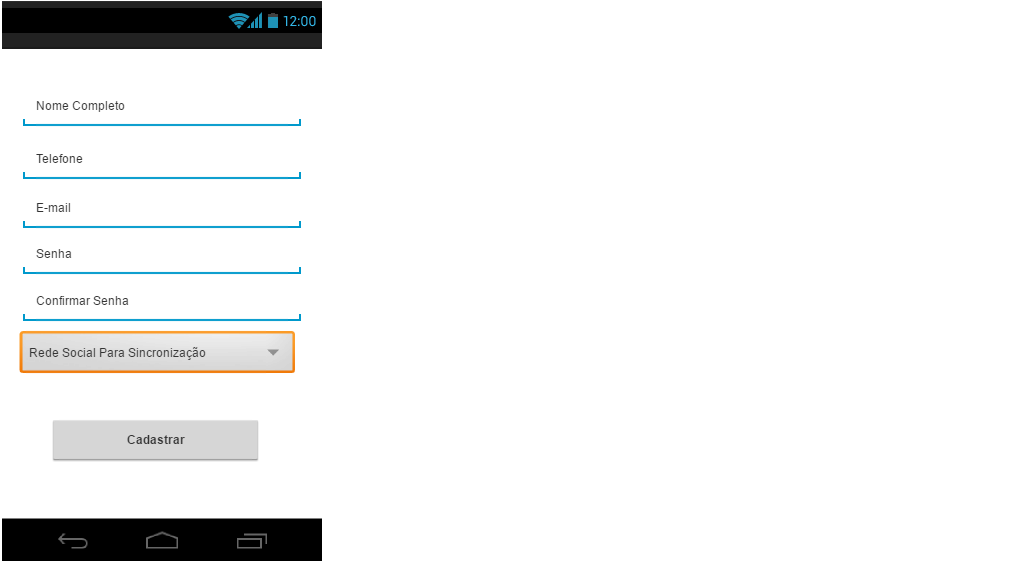 12:00
Nome Completo
Telefone
E-mail
Senha
Confirmar Senha
Rede Social Para Sincronização
Cadastrar